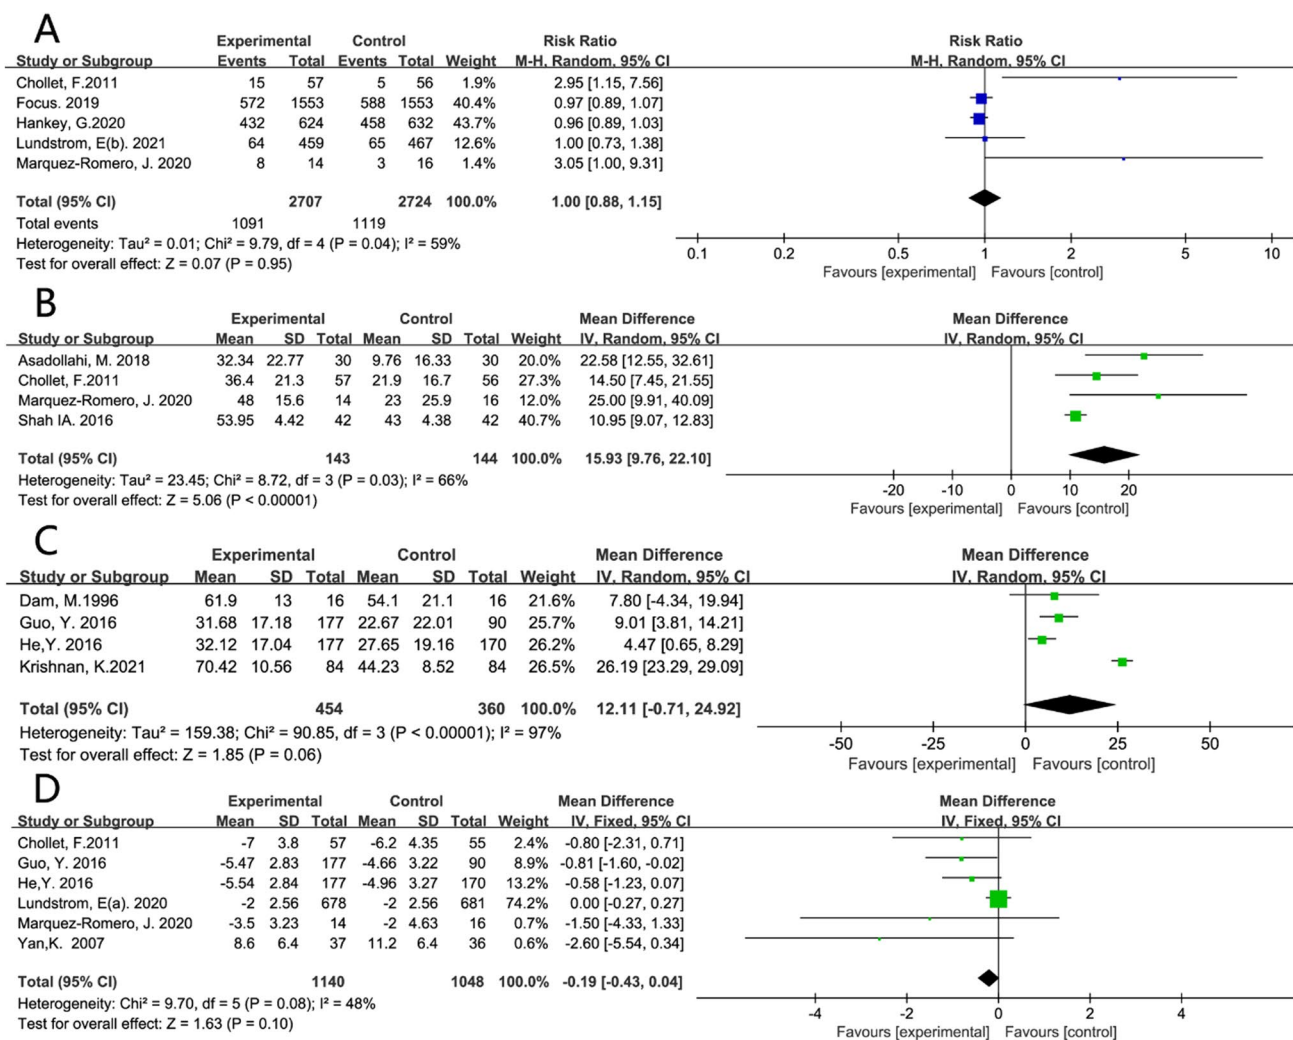 A
Experimental Control Risk Ratio Risk Ratio
Study or Subgroup Events Total Events Total Weight M-H, Random, 95% CI M-H, Random, 95% CI
Chollet, F.2011 15 57 5 56 1.9% 2.95 [1.15, 7.56]
Focus. 2019 572 1553 588 1553 40.4% 0.97 [0.89, 1.07]
Hankey, G.2020 432 624 458 632 43.7% 0.96 [0.89, 1.03]
Lundstrom, E(b). 2021 64 459 65 467 12.6% 1.00 [0.73, 1.38]
Marquez-Romero, J. 2020 8 14 3 16 1.4% 3.05 [1.00, 9.31]
Total (95% CI) 2707 2724 100.0% 1.00 [0.88, 1.15]
Total events 1091 1119
Heterogeneity: Tau² = 0.01; Chi² = 9.79, df = 4 (P = 0.04); I² = 59%
Test for overall effect: Z = 0.07 (P = 0.95)
0.1 0.2 0.5 1 2 5 10
Favours [experimental] Favours [control]
B
Experimental Control Mean Difference Mean Difference
Study or Subgroup Mean SD Total Mean SD Total Weight IV, Random, 95% CI IV, Random, 95% CI
Asadollahi, M. 2018 32.34 22.77 30 9.76 16.33 30 20.0% 22.58 [12.55, 32.61]
Chollet, F.2011 36.4 21.3 57 21.9 16.7 56 27.3% 14.50 [7.45, 21.55]
Marquez-Romero, J. 2020 48 15.6 14 23 25.9 16 12.0% 25.00 [9.91, 40.09]
Shah IA. 2016 53.95 4.42 42 43 4.38 42 40.7% 10.95 [9.07, 12.83]
Total (95% CI) 143 144 100.0% 15.93 [9.76, 22.10]
Heterogeneity: Tau² = 23.45; Chi² = 8.72, df = 3 (P = 0.03); I² = 66%
Test for overall effect: Z = 5.06 (P < 0.00001)
-20 -10 0 10 20
Favours [experimental] Favours [control]
C
Experimental Control Mean Difference Mean Difference
Study or Subgroup Mean SD Total Mean SD Total Weight IV, Random, 95% CI IV, Random, 95% CI
Dam, M.1996 61.9 13 16 54.1 21.1 16 21.6% 7.80 [-4.34, 19.94]
Guo, Y. 2016 31.68 17.18 177 22.67 22.01 90 25.7% 9.01 [3.81, 14.21]
He,Y. 2016 32.12 17.04 177 27.65 19.16 170 26.2% 4.47 [0.65, 8.29]
Krishnan, K.2021 70.42 10.56 84 44.23 8.52 84 26.5% 26.19 [23.29, 29.09]
Total (95% CI) 454 360 100.0% 12.11 [-0.71, 24.92]
Heterogeneity: Tau² = 159.38; Chi² = 90.85, df = 3 (P < 0.00001); I² = 97%
Test for overall effect: Z = 1.85 (P = 0.06)
-50 -25 0 25 50
Favours [experimental] Favours [control]
D
Experimental Control Mean Difference Mean Difference
Study or Subgroup Mean SD Total Mean SD Total Weight IV, Fixed, 95% CI IV, Fixed, 95% CI
Chollet, F.2011 -7 3.8 57 -6.2 4.35 55 2.4% -0.80 [-2.31, 0.71]
Guo, Y. 2016 -5.47 2.83 177 -4.66 3.22 90 8.9% -0.81 [-1.60, -0.02]
He,Y. 2016 -5.54 2.84 177 -4.96 3.27 170 13.2% -0.58 [-1.23, 0.07]
Lundstrom, E(a). 2020 -2 2.56 678 -2 2.56 681 74.2% 0.00 [-0.27, 0.27]
Marquez-Romero, J. 2020 -3.5 3.23 14 -2 4.63 16 0.7% -1.50 [-4.33, 1.33]
Yan,K. 2007 8.6 6.4 37 11.2 6.4 36 0.6% -2.60 [-5.54, 0.34]
Total (95% CI) 1140 1048 100.0% -0.19 [-0.43, 0.04]
Heterogeneity: Chi² = 9.70, df = 5 (P = 0.08); I² = 48%
Test for overall effect: Z = 1.63 (P = 0.10)
-4 -2 0 2 4
Favours [experimental] Favours [control]